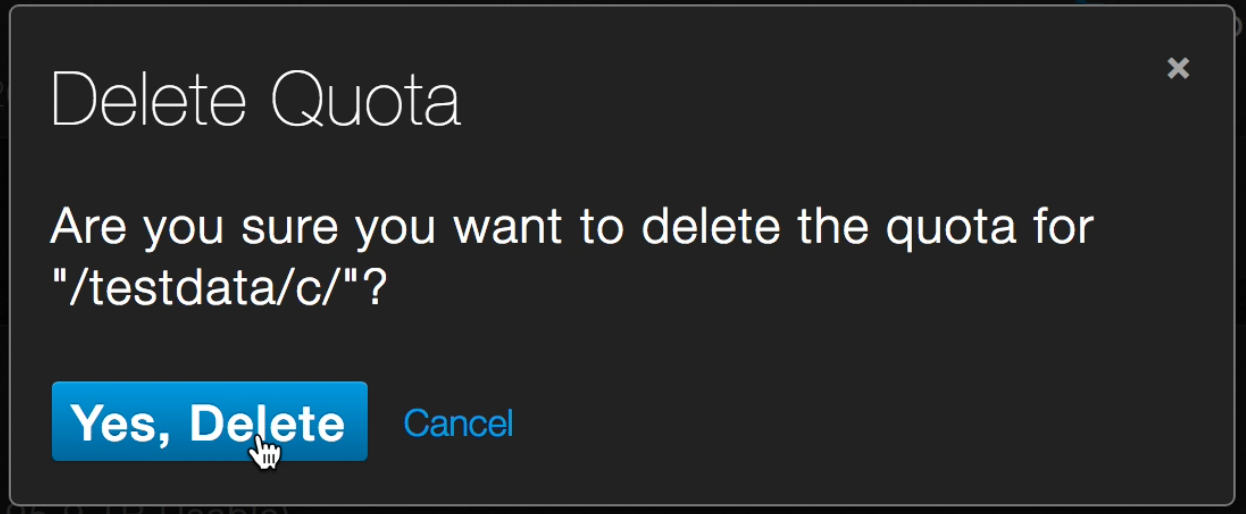 Delete Quota
Are you sure you want to delete the quota for
"/testdata/c/"?
Yes, Delete
Cancel